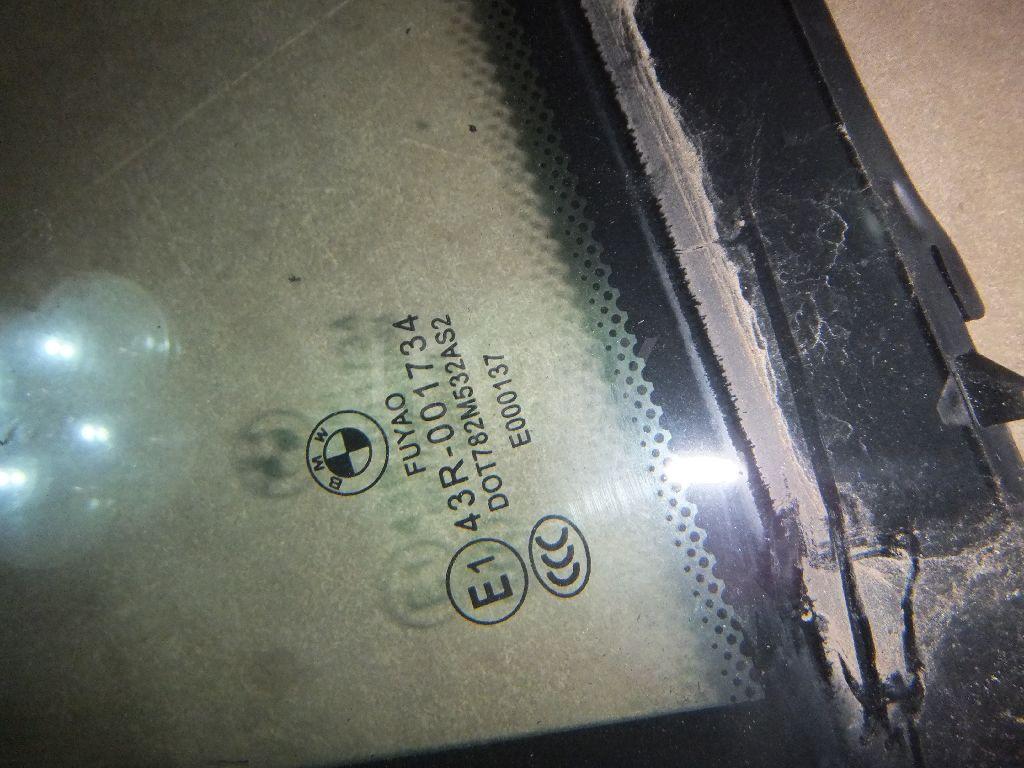 BMW
FUYAO
E1 43R-001734
DOT782M532AS2
CCC E000137